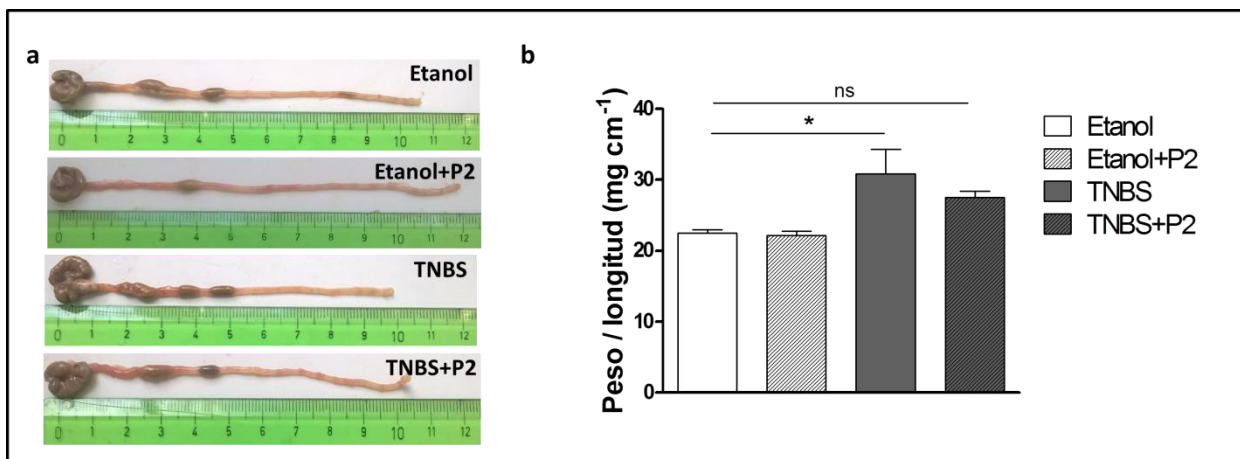 a
Etanol
0 1 2 3 4 5 6 7 8 9 10 11 12
Etanol+P2
0 1 2 3 4 5 6 7 8 9 10 11 12
TNBS
0 1 2 3 4 5 6 7 8 9 10 11 12
TNBS+P2
0 1 2 3 4 5 6 7 8 9 10 11 12
b
Peso / longitud (mg cm⁻¹)
40
30
20
10
0
ns
*
Etanol
Etanol+P2
TNBS
TNBS+P2